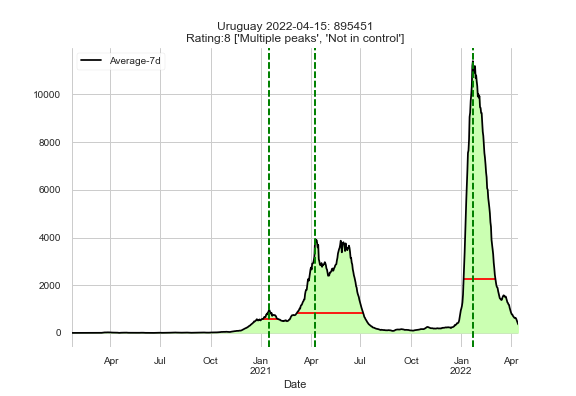 Uruguay 2022-04-15: 895451
Rating:8 ['Multiple peaks', 'Not in control']
Average-7d
10000
8000
6000
4000
2000
0
Apr Jul Oct Jan Apr Jul Oct Jan Apr
2021 2022
Date